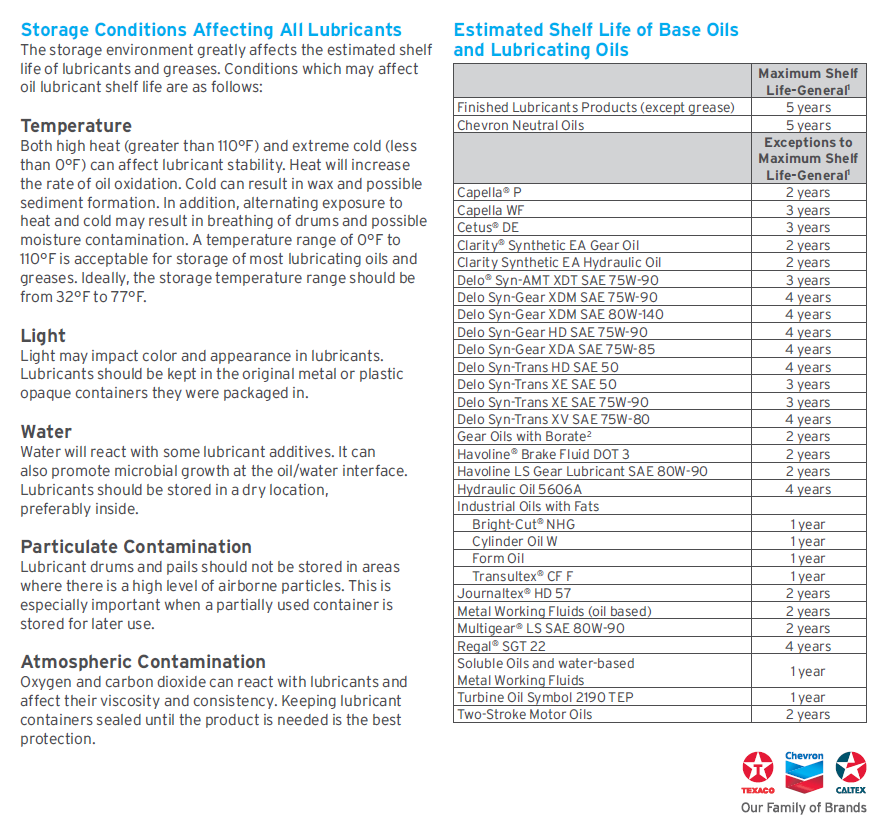 Storage Conditions Affecting All Lubricants
The storage environment greatly affects the estimated shelf
life of lubricants and greases. Conditions which may affect
oil lubricant shelf life are as follows:
Temperature
Both high heat (greater than 110°F) and extreme cold (less
than 0°F) can affect lubricant stability. Heat will increase
the rate of oil oxidation. Cold can result in wax and possible
sediment formation. In addition, alternating exposure to
heat and cold may result in breathing of drums and possible
moisture contamination. A temperature range of 0°F to
110°F is acceptable for storage of most lubricating oils and
greases. Ideally, the storage temperature range should be
from 32°F to 77°F.
Light
Light may impact color and appearance in lubricants.
Lubricants should be kept in the original metal or plastic
opaque containers they were packaged in.
Water
Water will react with some lubricant additives. It can
also promote microbial growth at the oil/water interface.
Lubricants should be stored in a dry location,
preferably inside.
Particulate Contamination
Lubricant drums and pails should not be stored in areas
where there is a high level of airborne particles. This is
especially important when a partially used container is
stored for later use.
Atmospheric Contamination
Oxygen and carbon dioxide can react with lubricants and
affect their viscosity and consistency. Keeping lubricant
containers sealed until the product is needed is the best
protection.
Estimated Shelf Life of Base Oils
and Lubricating Oils
Maximum Shelf
Life-General¹
Finished Lubricants Products (except grease) 5 years
Chevron Neutral Oils 5 years
Exceptions to
Maximum Shelf
Life-General¹
Capella® P 2 years
Capella WF 3 years
Cetus® DE 3 years
Clarity® Synthetic EA Gear Oil 2 years
Clarity Synthetic EA Hydraulic Oil 2 years
Delo® Syn-AMT XDT SAE 75W-90 3 years
Delo Syn-Gear XDM SAE 75W-90 4 years
Delo Syn-Gear XDM SAE 80W-140 4 years
Delo Syn-Gear HD SAE 75W-90 4 years
Delo Syn-Gear XDA SAE 75W-85 4 years
Delo Syn-Trans HD SAE 50 4 years
Delo Syn-Trans XE SAE 50 3 years
Delo Syn-Trans XE SAE 75W-90 3 years
Delo Syn-Trans XV SAE 75W-80 4 years
Gear Oils with Borate² 2 years
Havoline® Brake Fluid DOT 3 2 years
Havoline LS Gear Lubricant SAE 80W-90 2 years
Hydraulic Oil 5606A 4 years
Industrial Oils with Fats
Bright-Cut® NHG 1 year
Cylinder Oil W 1 year
Form Oil 1 year
Transultex® CF F 1 year
Journaltex® HD 57 2 years
Metal Working Fluids (oil based) 2 years
Multigear® LS SAE 80W-90 2 years
Regal® SGT 22 4 years
Soluble Oils and water-based
Metal Working Fluids 1 year
Turbine Oil Symbol 2190 TEP 1 year
Two-Stroke Motor Oils 2 years
TEXACO Chevron CALTEX
Our Family of Brands